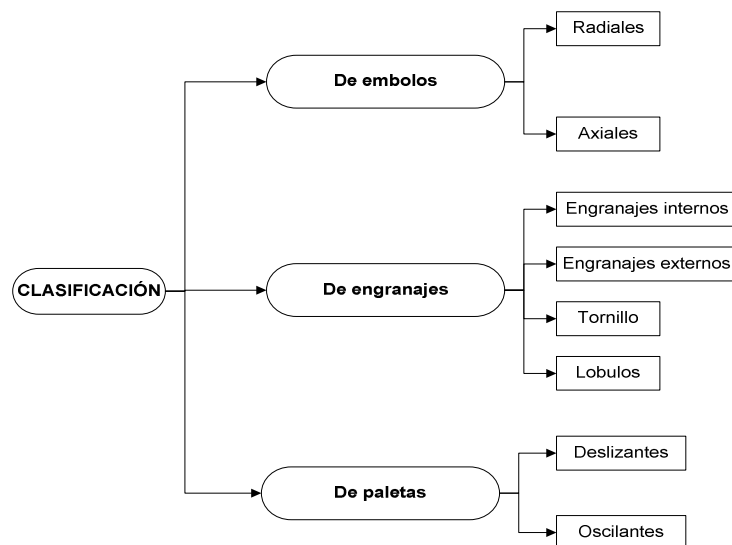 CLASIFICACIÓN
De embolos
Radiales
Axiales
De engranajes
Engranajes internos
Engranajes externos
Tornillo
Lobulos
De paletas
Deslizantes
Oscilantes